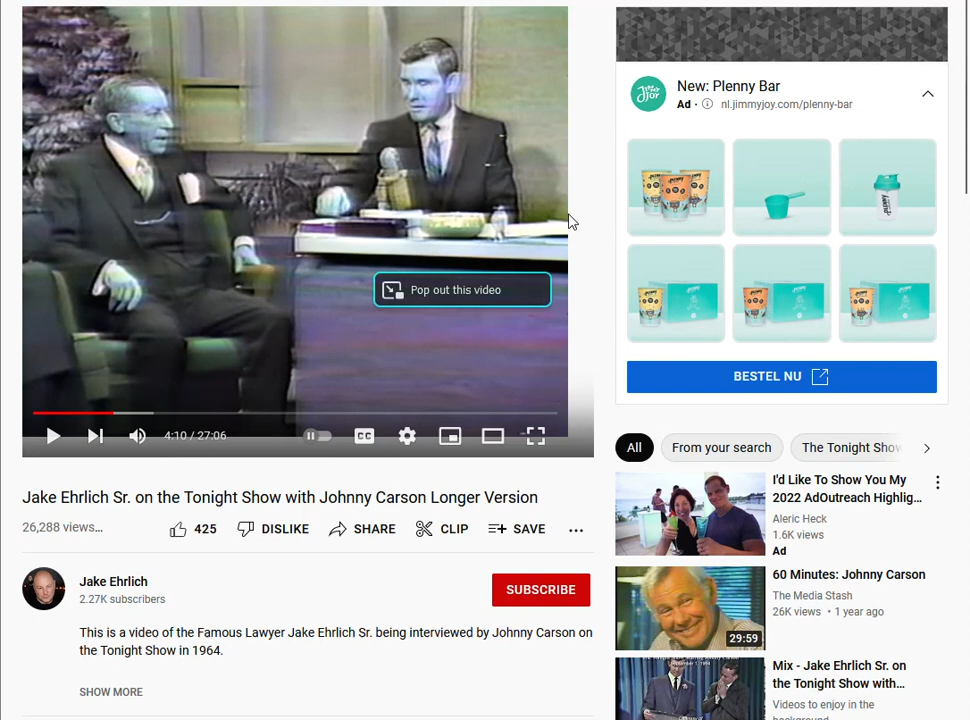 Pop out this video
4:10 / 27:06
CC
Jake Ehrlich Sr. on the Tonight Show with Johnny Carson Longer Version
26,288 views...
425
DISLIKE
SHARE
CLIP
SAVE
Jake Ehrlich
2.27K subscribers
SUBSCRIBE
This is a video of the Famous Lawyer Jake Ehrlich Sr. being interviewed by Johnny Carson on
the Tonight Show in 1964.
SHOW MORE
Jimmy
Joy
New: Plenny Bar
Ad · nl.jimmyjoy.com/plenny-bar
BESTEL NU
All
From your search
The Tonight Show
I'd Like To Show You My
2022 AdOutreach Highlig...
Aleric Heck
1.6K views
Ad
29:59
60 Minutes: Johnny Carson
The Media Stash
26K views • 1 year ago
Mix - Jake Ehrlich Sr. on
the Tonight Show with...
Videos to enjoy in the
background